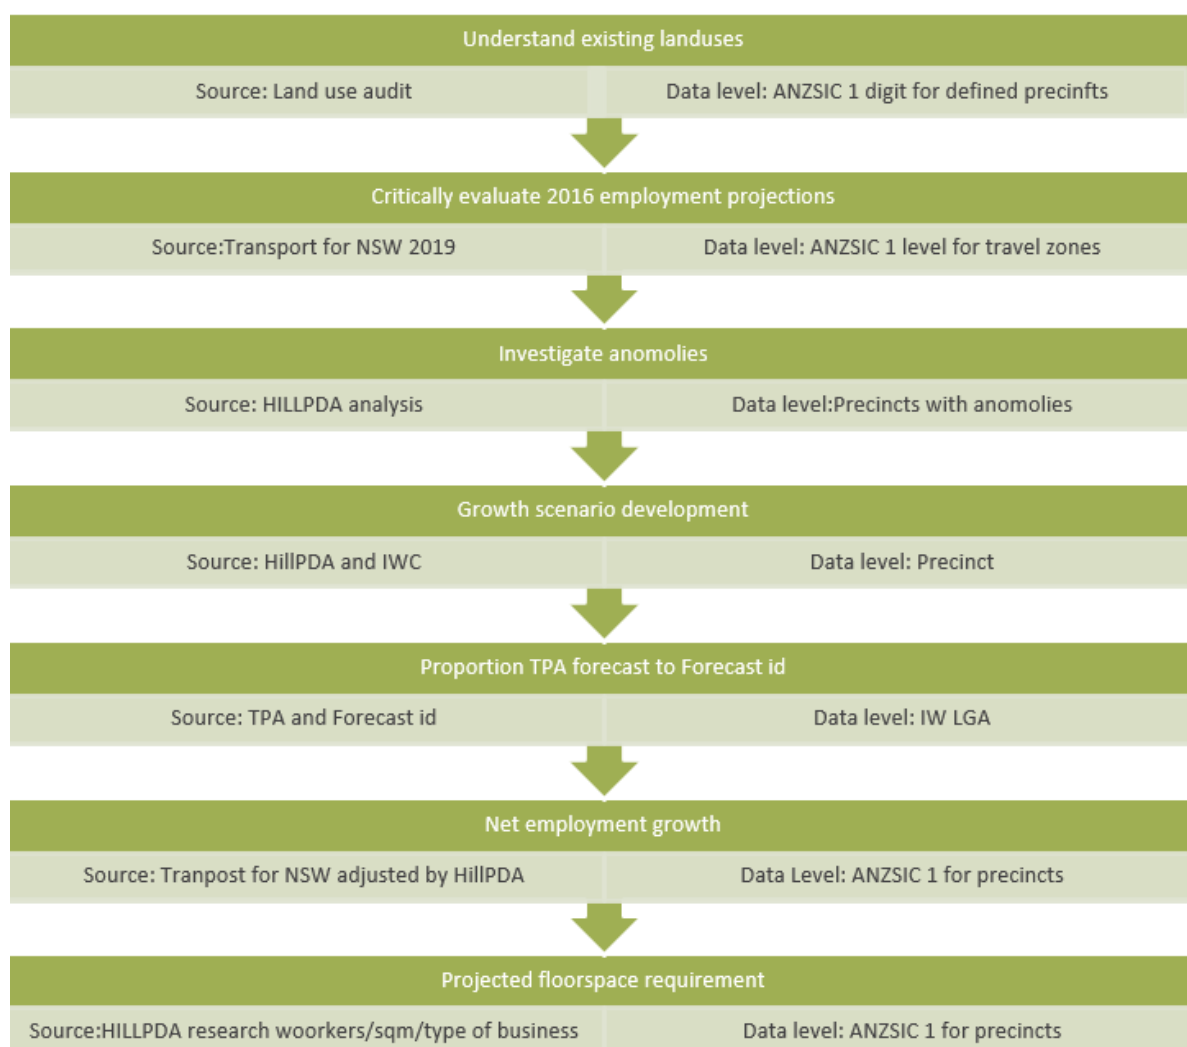 Understand existing landuses
Source: Land use audit
Data level: ANZSIC 1 digit for defined precinfts
Critically evaluate 2016 employment projections
Source:Transport for NSW 2019
Data level: ANZSIC 1 level for travel zones
Investigate anomolies
Source: HILLPDA analysis
Data level:Precincts with anomolies
Growth scenario development
Source: HillPDA and IWC
Data level: Precinct
Proportion TPA forecast to Forecast id
Source: TPA and Forecast id
Data level: IW LGA
Net employment growth
Source: Tranpost for NSW adjusted by HillPDA
Data Level: ANZSIC 1 for precincts
Projected floorspace requirement
Source:HILLPDA research woorkers/sqm/type of business
Data level: ANZSIC 1 for precincts